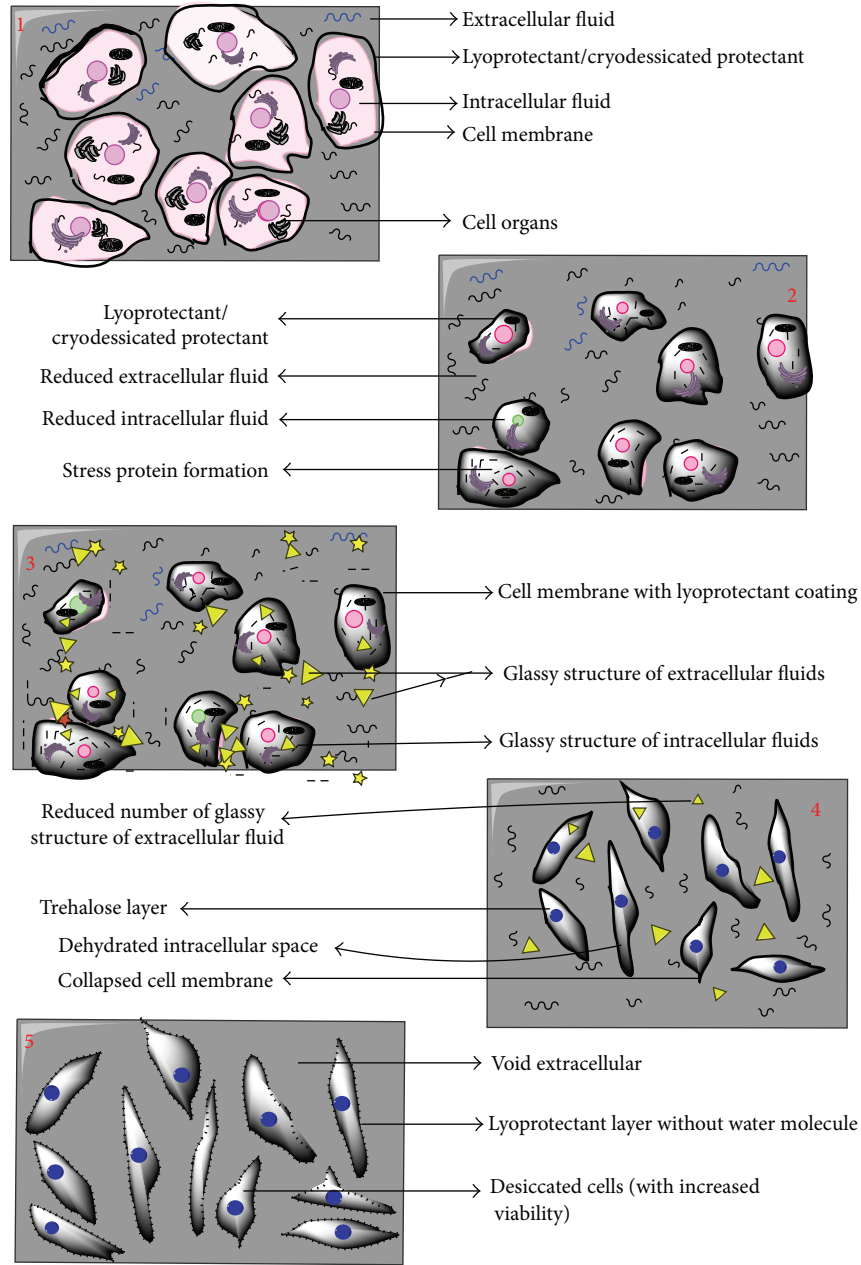 1
Extracellular fluid
Lyoprotectant/cryodessicated protectant
Intracellular fluid
Cell membrane
Cell organs
2
Lyoprotectant/
cryodessicated protectant
Reduced extracellular fluid
Reduced intracellular fluid
Stress protein formation
3
Cell membrane with lyoprotectant coating
Glassy structure of extracellular fluids
Glassy structure of intracellular fluids
4
Reduced number of glassy
structure of extracellular fluid
Trehalose layer
Dehydrated intracellular space
Collapsed cell membrane
5
Void extracellular
Lyoprotectant layer without water molecule
Desiccated cells (with increased
viability)